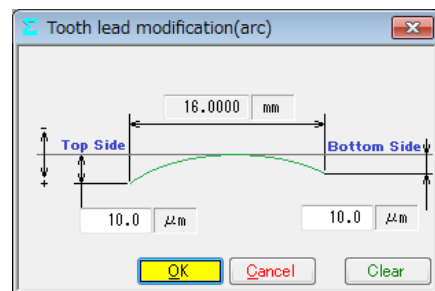 Σ Tooth lead modification(arc)
16.0000 mm
-
Top Side Bottom Side
+
10.0 μm 10.0 μm
OK Cancel Clear